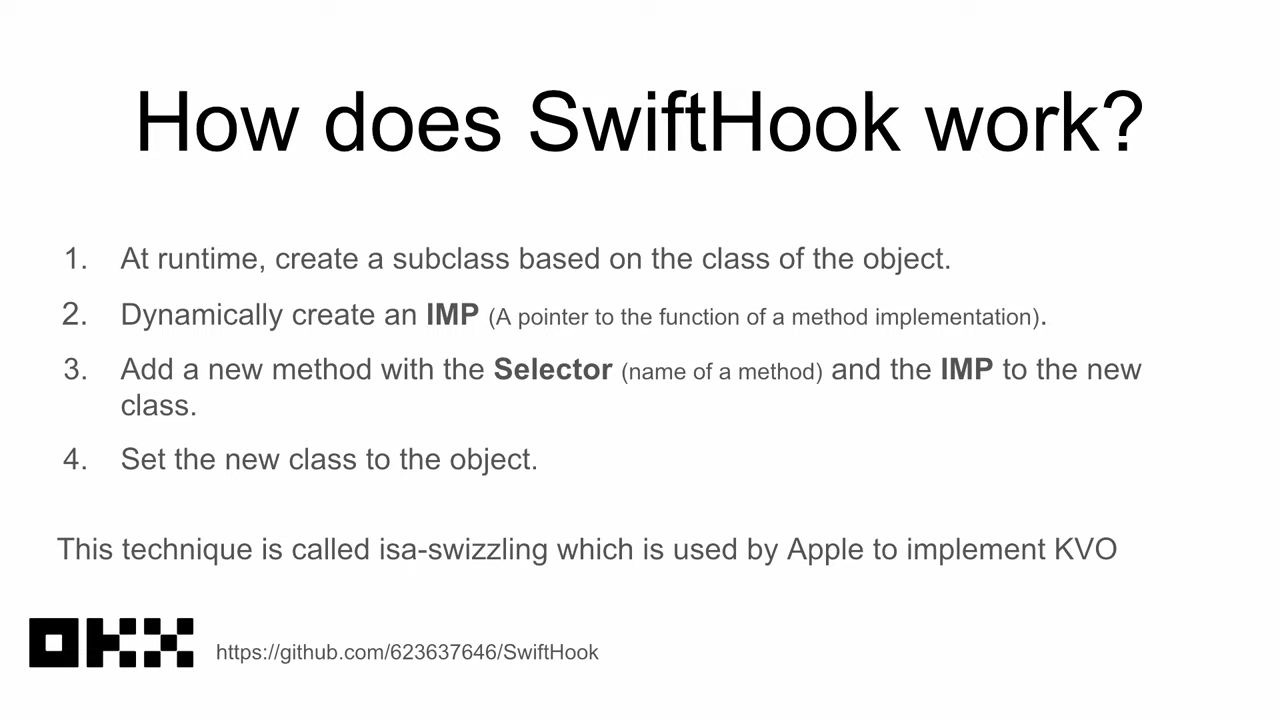 How does SwiftHook work?
1. At runtime, create a subclass based on the class of the object.
2. Dynamically create an IMP (A pointer to the function of a method implementation).
3. Add a new method with the Selector (name of a method) and the IMP to the new
class.
4. Set the new class to the object.
This technique is called isa-swizzling which is used by Apple to implement KVO
OKX
https://github.com/623637646/SwiftHook